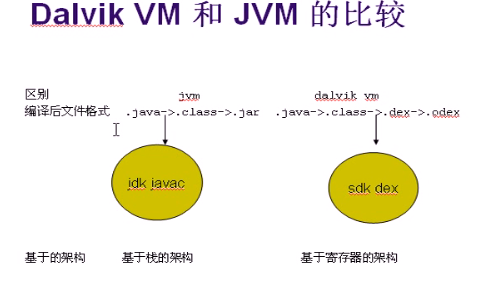 Dalvik VM 和 JVM 的比较
区别 jvm dalvik vm
编译后文件格式 .java->.class->.jar .java->.class->.dex->.odex
jdk javac sdk dex
基于的架构 基于栈的架构 基于寄存器的架构